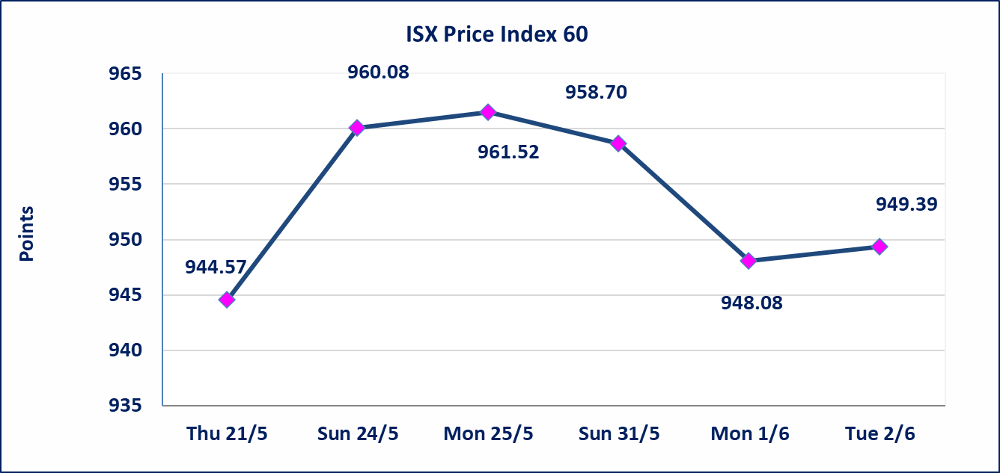 ISX Price Index 60
Points
965
960
955
950
945
940
935
944.57
960.08
961.52
958.70
948.08
949.39
Thu 21/5
Sun 24/5
Mon 25/5
Sun 31/5
Mon 1/6
Tue 2/6